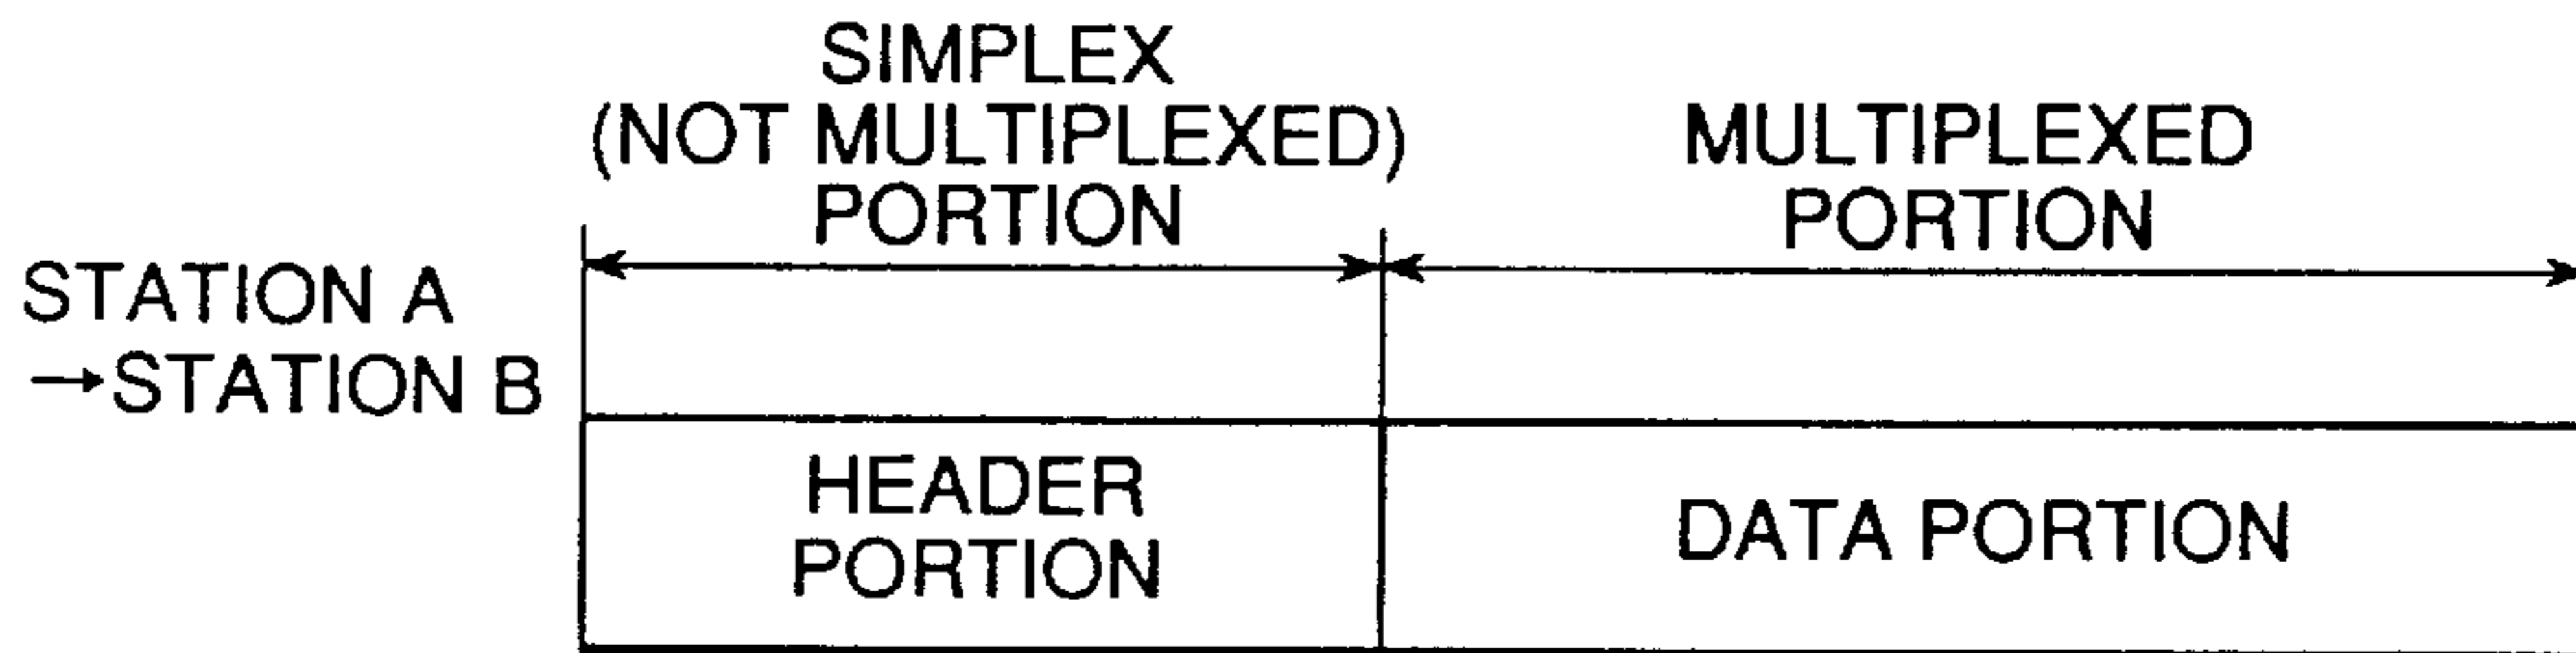 SIMPLEX
(NOT MULTIPLEXED)
PORTION
MULTIPLEXED
PORTION
STATION A
→STATION B
HEADER
PORTION
DATA PORTION